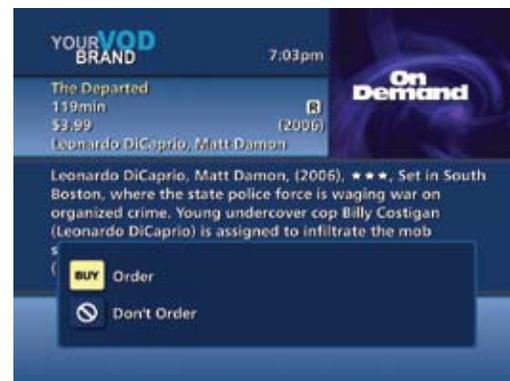 YOUR VOD
BRAND
7:03pm
On
Demand
The Departed
119min
R
$3.99
(2006)
Leonardo DiCaprio, Matt Damon
Leonardo DiCaprio, Matt Damon, (2006), ★★★, Set in South
Boston, where the state police force is waging war on
organized crime. Young undercover cop Billy Costigan
(Leonardo DiCaprio) is assigned to infiltrate the mob
s
(
BUY Order
Don't Order